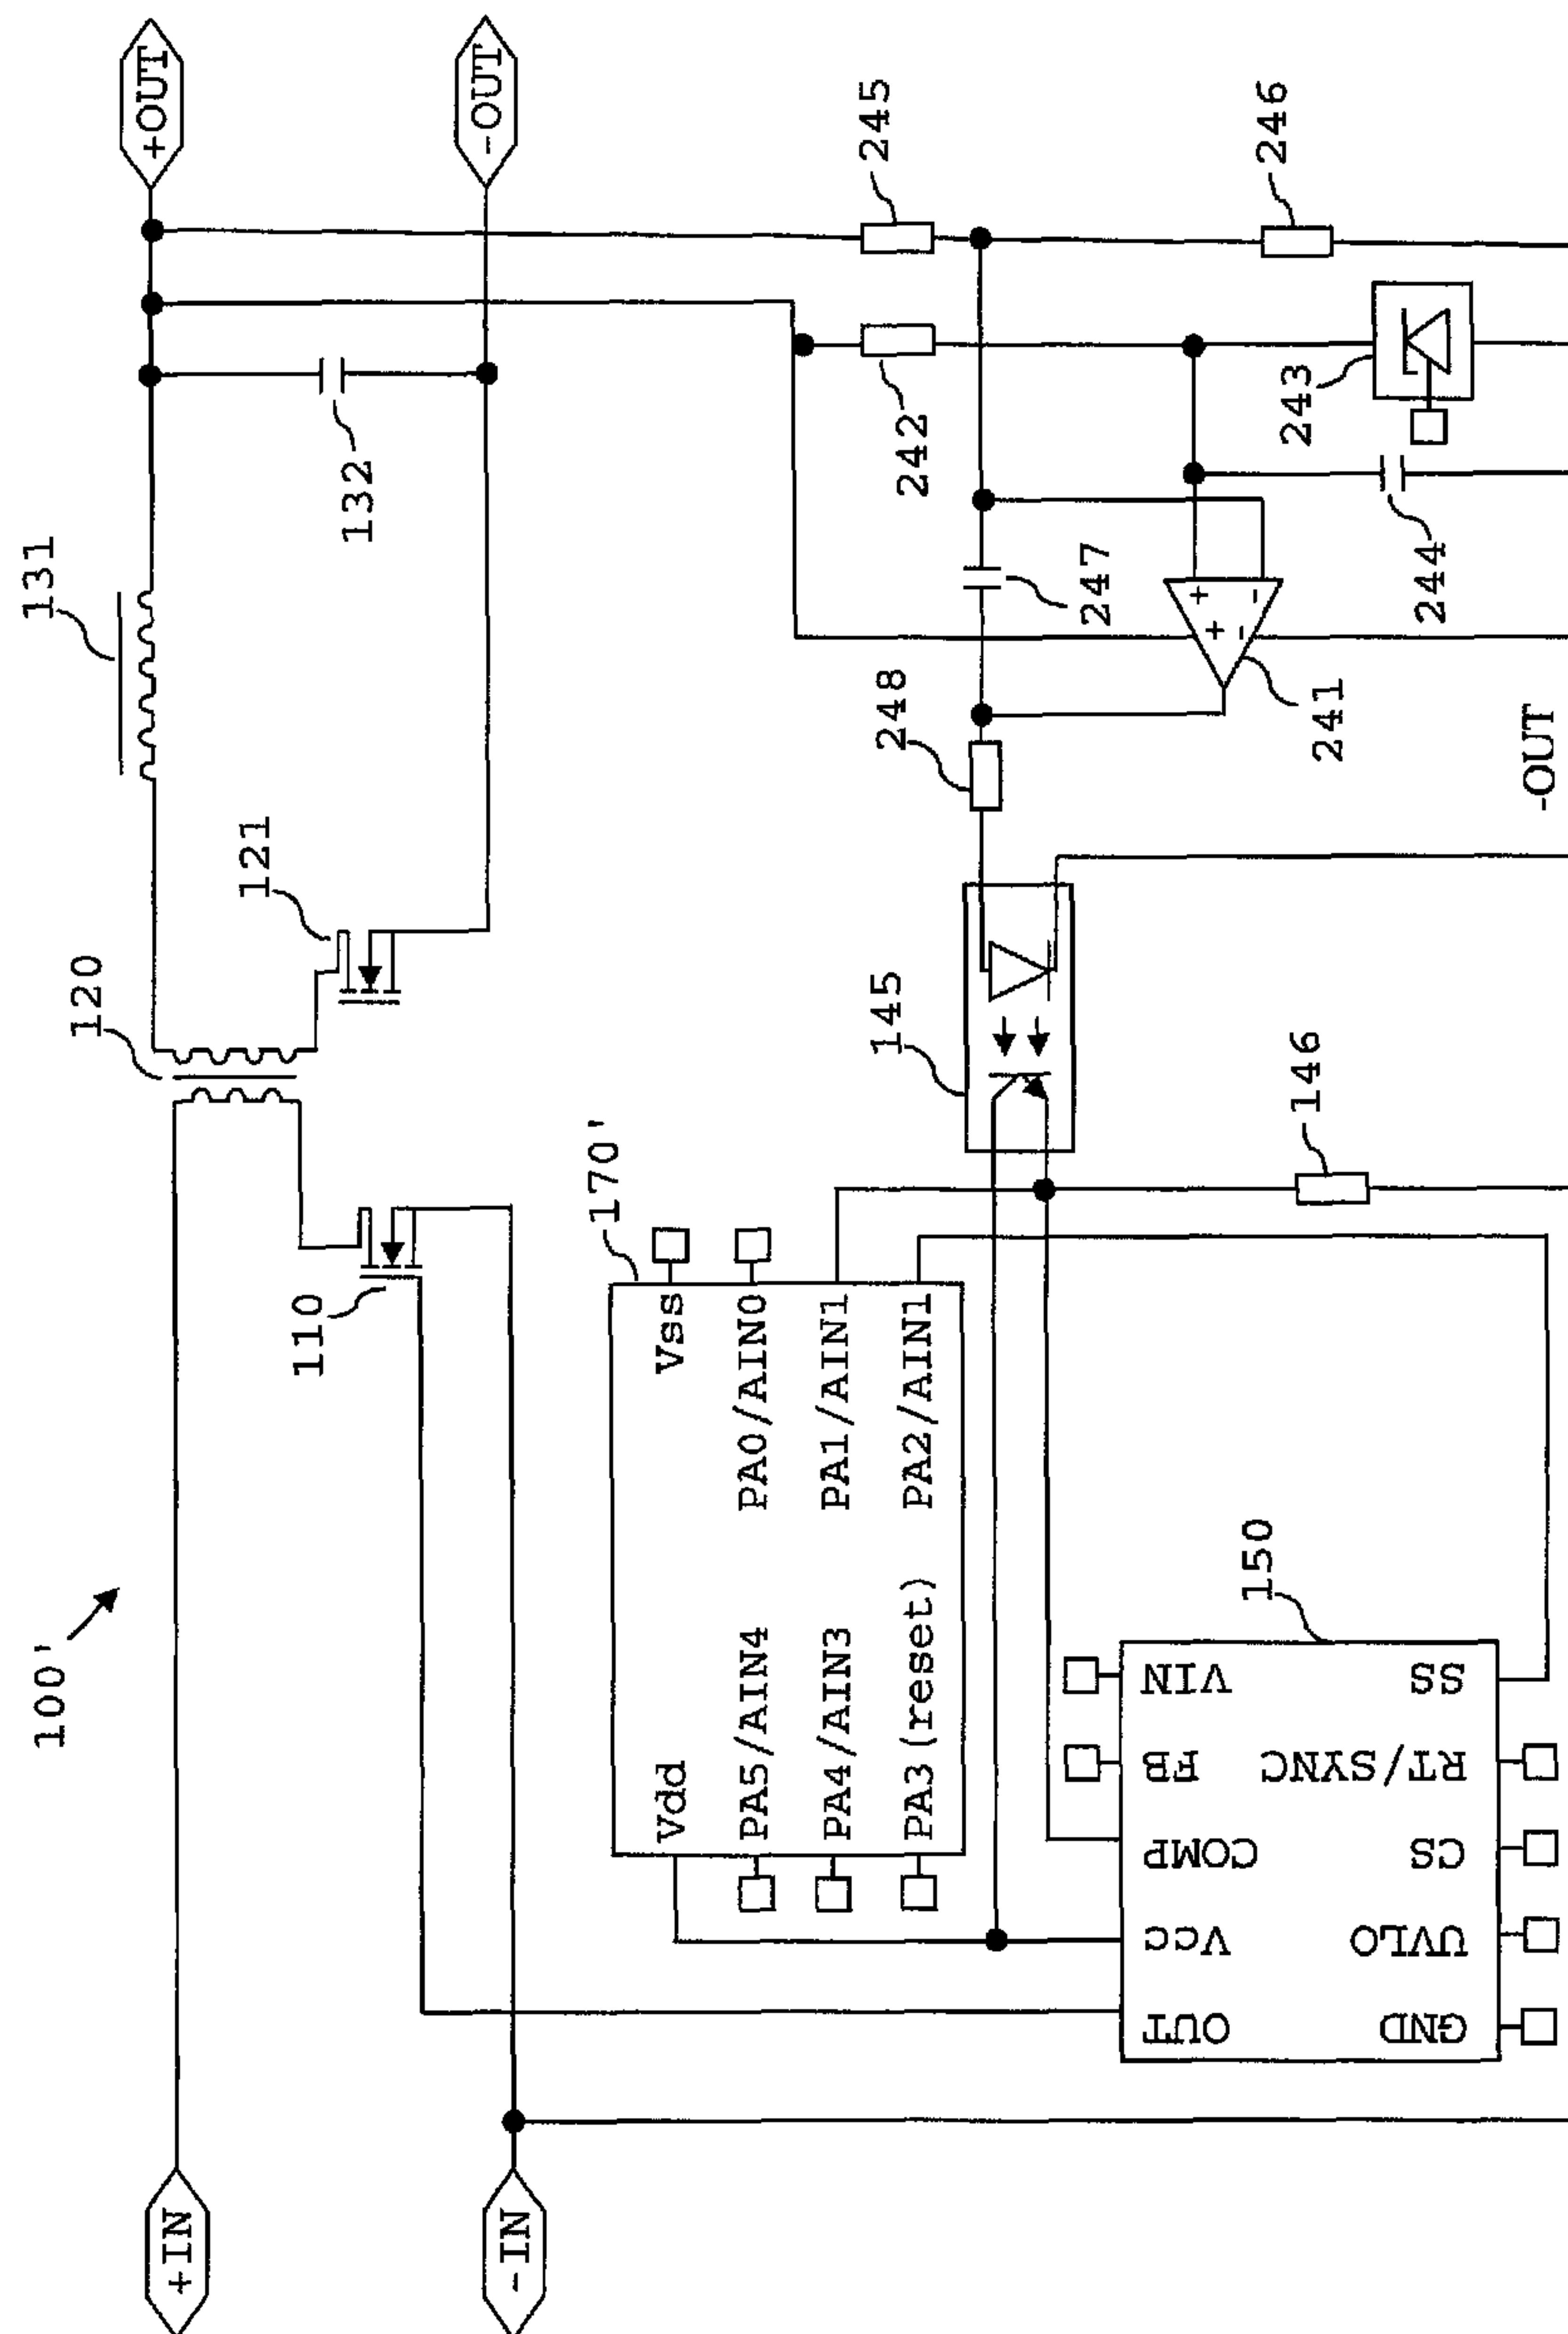 100'
+IN
-IN
120
131
+OUT
-OUT
110
121
132
170'
Vdd
Vss
PA5/AIN4
PA0/AIN0
PA4/AIN3
PA1/AIN1
PA3(reset)
PA2/AIN1
145
248
242
245
247
150
OUT
Vcc
COMP
FB
VIN
GND
UVLO
CS
RT/SYNC
SS
146
241
+
-
+
-
244
243
246
-OUT